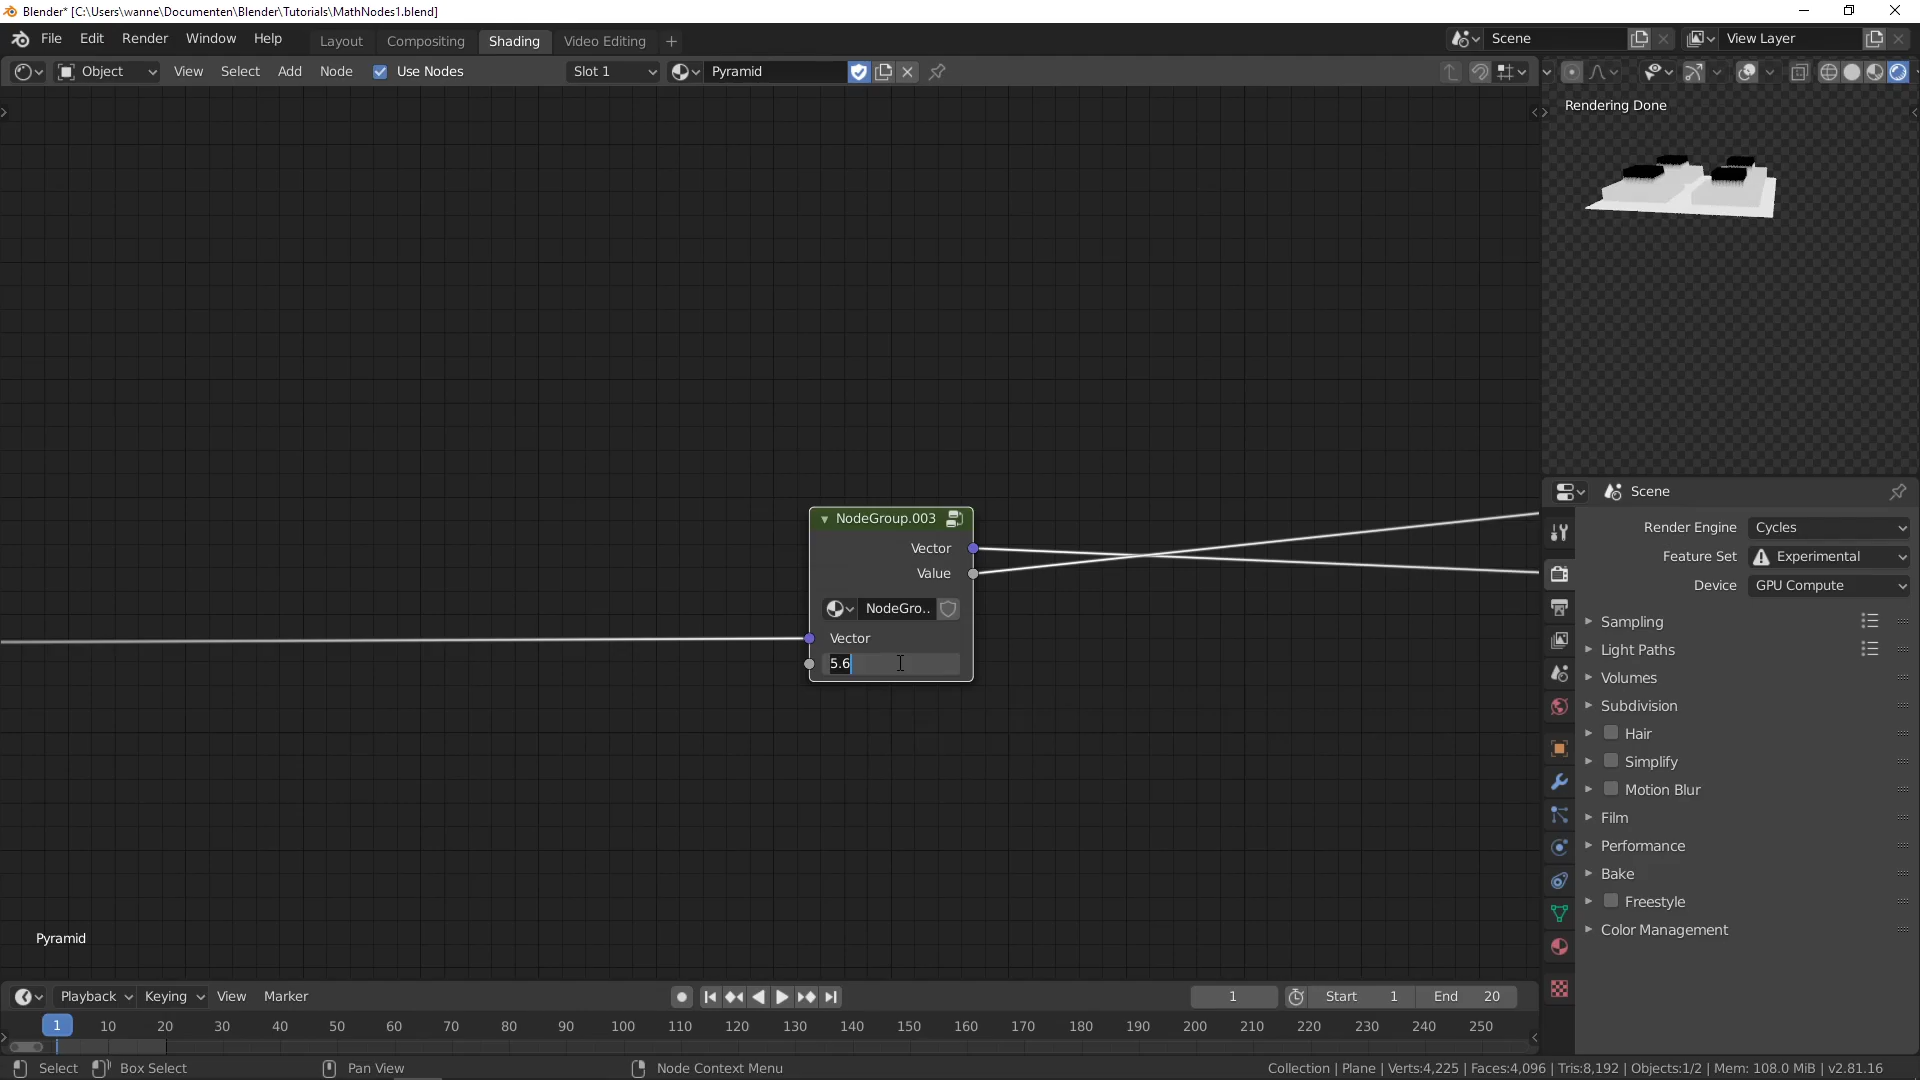 Blender* [C:\Users\wanne\Documenten\Blender\Tutorials\MathNodes1.blend]
File Edit Render Window Help Layout Compositing Shading Video Editing + Scene View Layer
Object View Select Add Node Use Nodes Slot 1 Pyramid
Rendering Done
Scene
Render Engine Cycles
Feature Set Experimental
Device GPU Compute
Sampling
Light Paths
Volumes
Subdivision
Hair
Simplify
Motion Blur
Film
Performance
Bake
Freestyle
Color Management
NodeGroup.003
Vector
Value
NodeGro..
Vector
5.6
Pyramid
Playback Keying View Marker 1 Start 1 End 20
1 10 20 30 40 50 60 70 80 90 100 110 120 130 140 150 160 170 180 190 200 210 220 230 240 250
Select Box Select Pan View Node Context Menu Collection | Plane | Verts:4,225 | Faces:4,096 | Tris:8,192 | Objects:1/2 | Mem: 108.0 MiB | v2.81.16